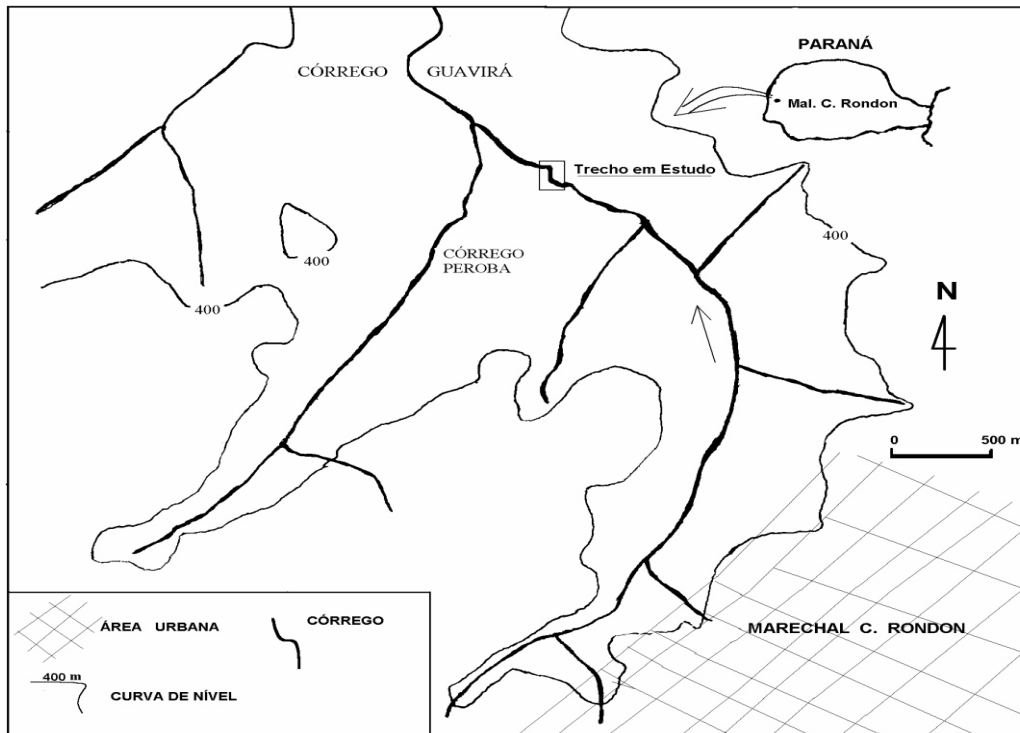 PARANÁ
CÓRREGO GUAVIRÁ
Mal. C. Rondon
Trecho em Estudo
400
CÓRREGO
PEROBA
400
400
N
0 500 m
MARECHAL C. RONDON
ÁREA URBANA
CÓRREGO
400 m
CURVA DE NÍVEL